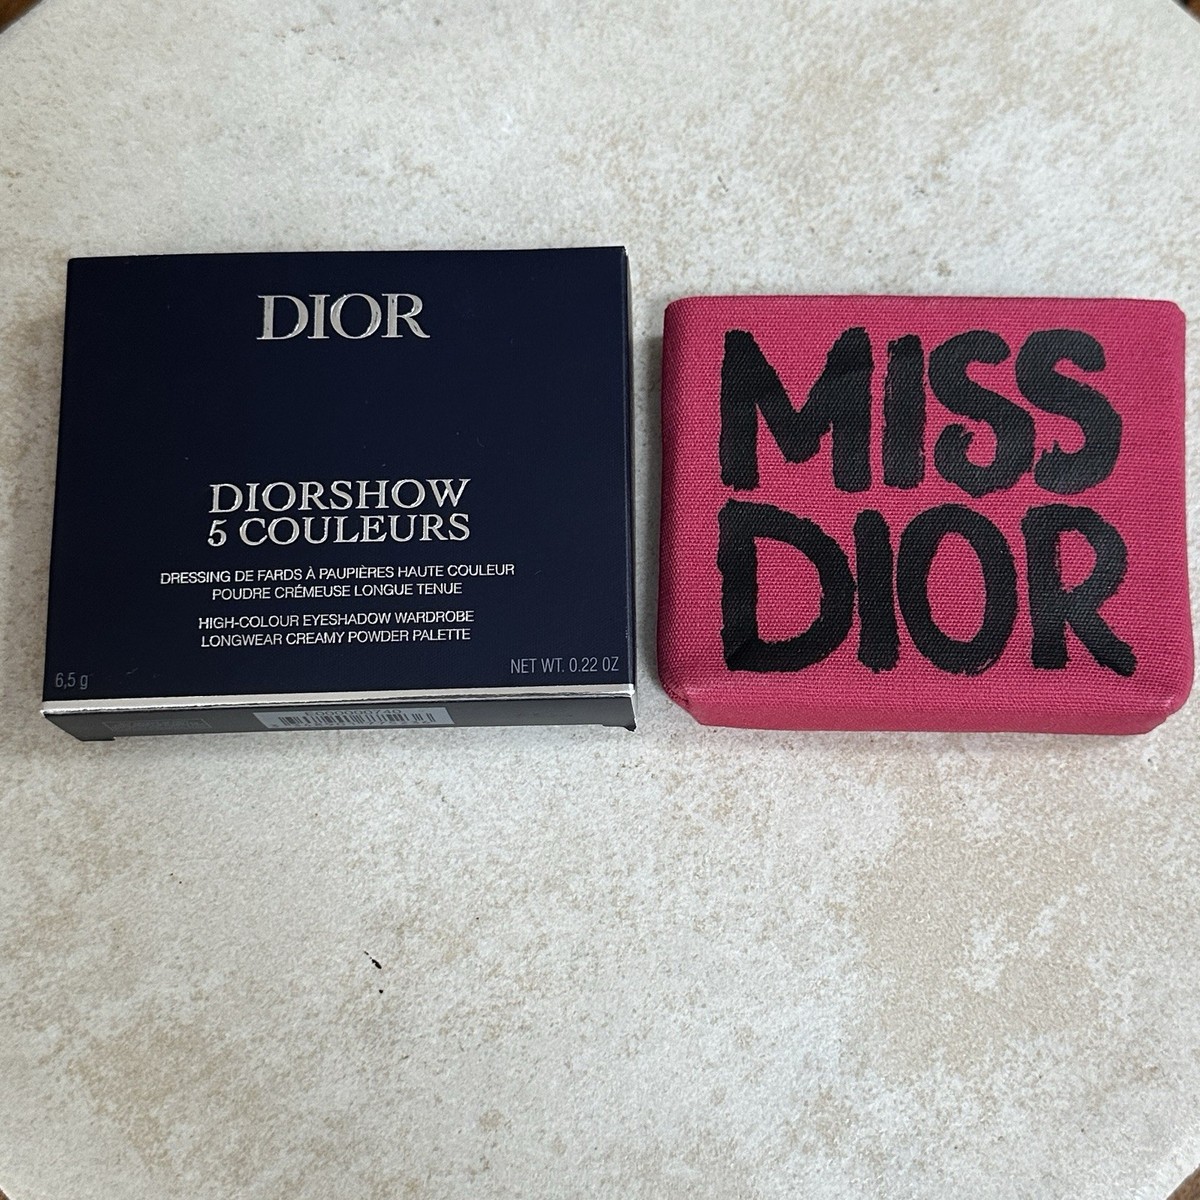 DIOR
DIORSHOW
5 COULEURS
DRESSING DE FARDS À PAUPIÈRES HAUTE COULEUR
POUDRE CRÉMEUSE LONGUE TENUE
HIGH-COLOUR EYESHADOW WARDROBE
LONGWEAR CREAMY POWDER PALETTE
6,5 g
NET WT. 0.22 OZ
MISS
DIOR